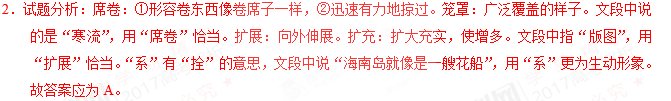 2．试题分析：席卷：①形容卷东西像卷席子一样，②迅速有力地掠过。笼罩：广泛覆盖的样子。文段中说
的是“寒流”，用“席卷”恰当。扩展：向外伸展。扩充：扩大充实，使增多。文段中指“版图”，用
“扩展”恰当。“系”有“拴”的意思，文段中说“海南岛就像是一艘花船”，用“系”更为生动形象。
故答案应为 A。